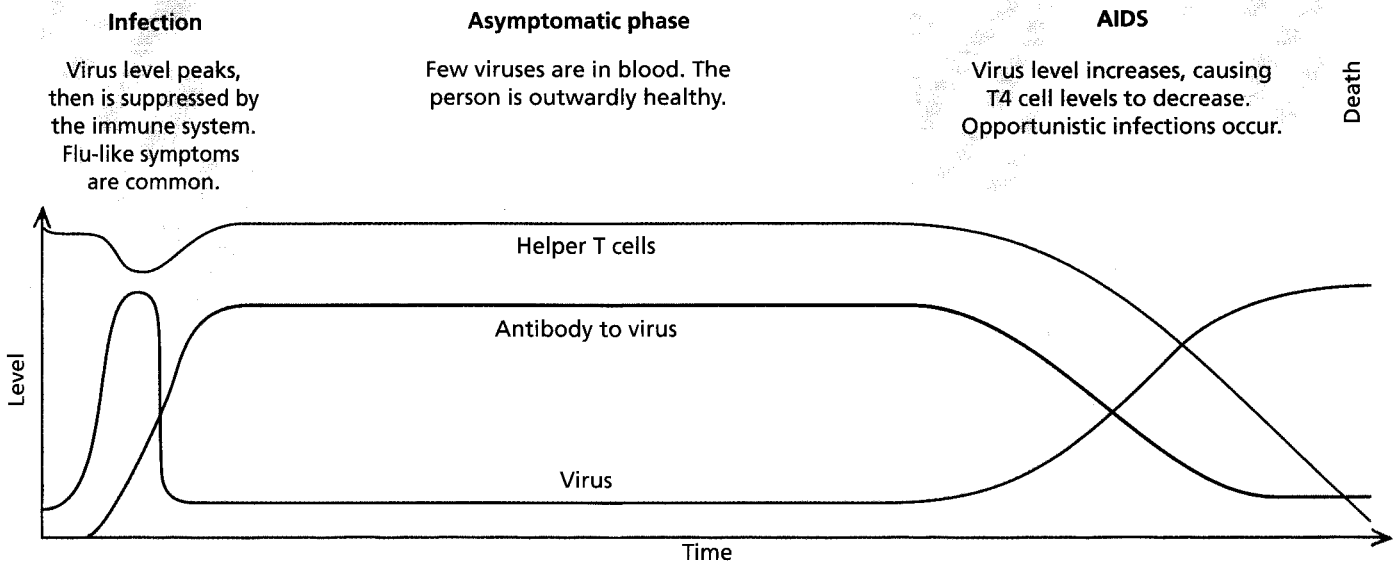 Infection
Virus level peaks,
then is suppressed by
the immune system.
Flu-like symptoms
are common.
Asymptomatic phase
Few viruses are in blood. The
person is outwardly healthy.
AIDS
Virus level increases, causing
T4 cell levels to decrease.
Opportunistic infections occur.
Death
Level
Helper T cells
Antibody to virus
Virus
Time